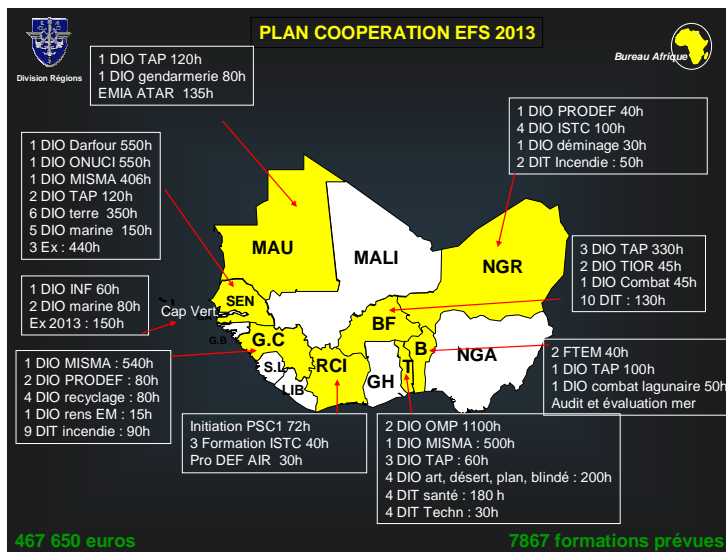 PLAN COOPERATION EFS 2013
Division Régions
Bureau Afrique
1 DIO TAP 120h
1 DIO gendarmerie 80h
EMIA ATAR 135h
1 DIO PRODEF 40h
4 DIO ISTC 100h
1 DIO déminage 30h
2 DIT Incendie : 50h
1 DIO Darfour 550h
1 DIO ONUCI 550h
1 DIO MISMA 406h
2 DIO TAP 120h
6 DIO terre 350h
5 DIO marine 150h
3 Ex : 440h
MAU
MALI
NGR
3 DIO TAP 330h
2 DIO TIOR 45h
1 DIO Combat 45h
10 DIT : 130h
1 DIO INF 60h
2 DIO marine 80h
Ex 2013 : 150h
Cap Vert
SEN
G.B
G.C
S.L
LIB
RCI
BF
GH
T
B
NGA
1 DIO MISMA : 540h
2 DIO PRODEF : 80h
4 DIO recyclage : 80h
1 DIO rens EM : 15h
9 DIT incendie : 90h
2 FTEM 40h
1 DIO TAP 100h
1 DIO combat lagunaire 50h
Audit et évaluation mer
Initiation PSC1 72h
3 Formation ISTC 40h
Pro DEF AIR 30h
2 DIO OMP 1100h
1 DIO MISMA : 500h
3 DIO TAP : 60h
4 DIO art, désert, plan, blindé : 200h
4 DIT santé : 180 h
4 DIT Techn : 30h
467 650 euros
7867 formations prévues